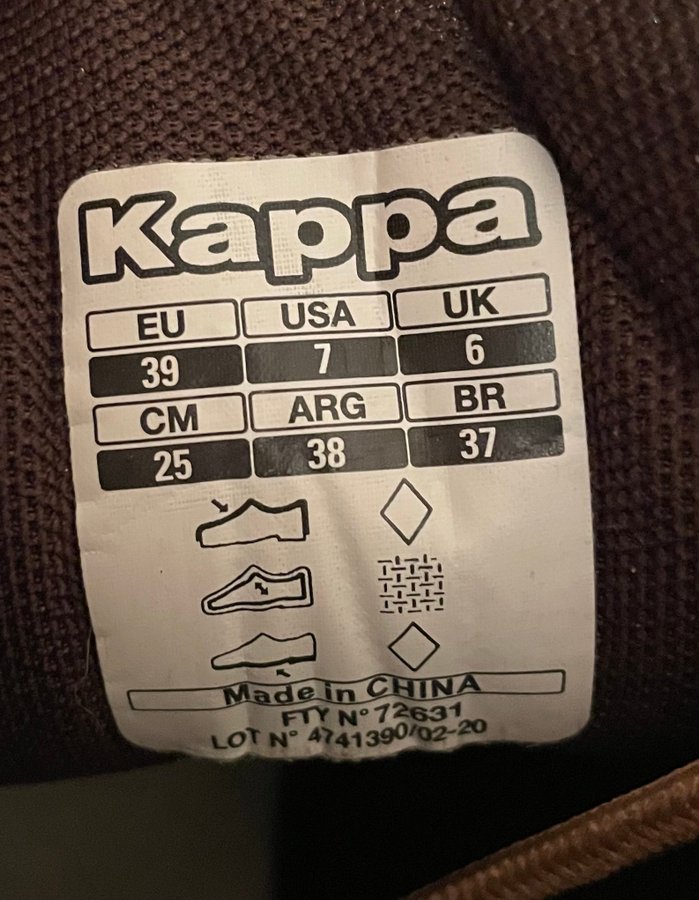 Kappa
EU USA UK
39 7 6
CM ARG BR
25 38 37
Made in CHINA
FTY N° 72631
LOT N° 4741390/02-20